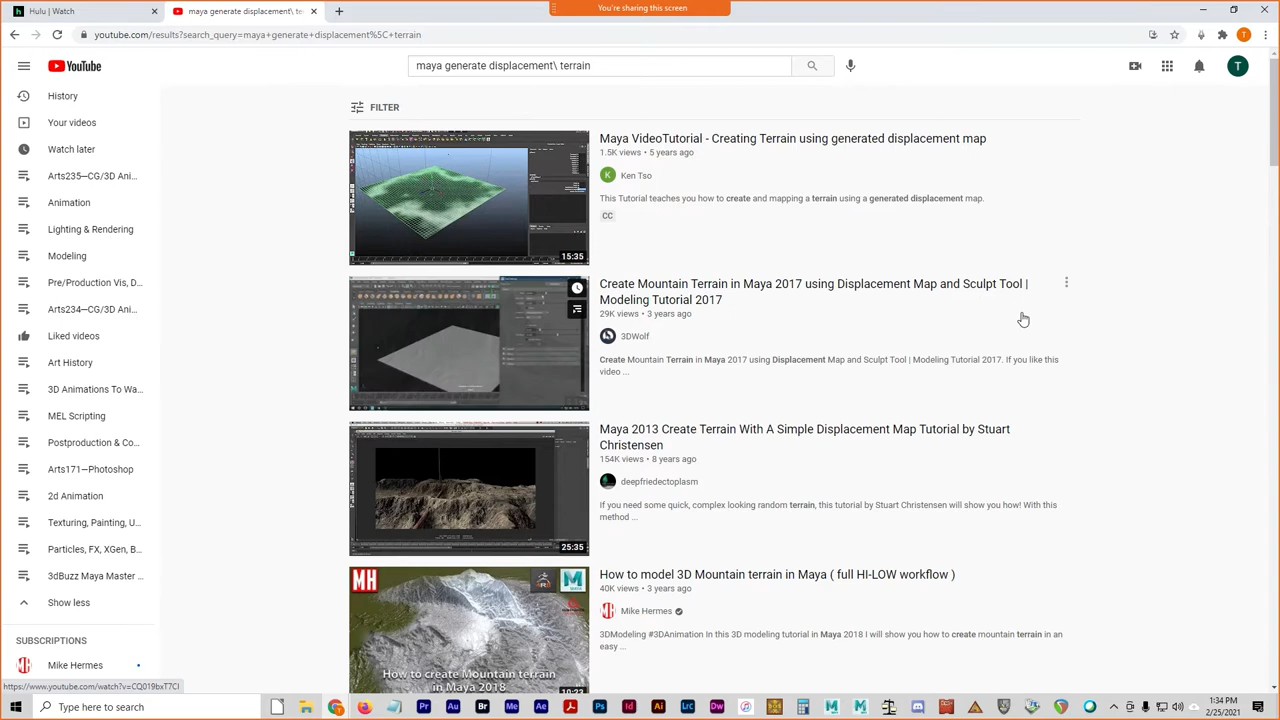 You're sharing this screen
Hulu | Watch
maya generate displacement\ terrain
youtube.com/results?search_query=maya+generate+displacement%5C+terrain
T
YouTube
maya generate displacement\ terrain
T
History
Your videos
Watch later
Arts235—CG/3D Ani...
Animation
Lighting & Rendering
Modeling
Pre/Production Vis, D...
Arts234—CG/3D Ani...
Liked videos
Art History
3D Animations To Wa...
MEL Scripting
Postproduction & Co...
Arts171—Photoshop
2d Animation
Texturing, Painting, U...
Particles, FX, XGen, B...
3dBuzz Maya Master ...
Show less
SUBSCRIPTIONS
Mike Hermes
FILTER
15:35
Maya VideoTutorial - Creating Terrain using generated displacement map
1.5K views • 5 years ago
K
Ken Tso
This Tutorial teaches you how to create and mapping a terrain using a generated displacement map.
CC
Create Mountain Terrain in Maya 2017 using Displacement Map and Sculpt Tool |
Modeling Tutorial 2017
29K views • 3 years ago
3DWolf
Create Mountain Terrain in Maya 2017 using Displacement Map and Sculpt Tool | Modeling Tutorial 2017. If you like this
video ...
25:35
Maya 2013 Create Terrain With A Simple Displacement Map Tutorial by Stuart
Christensen
154K views • 8 years ago
deepfriedectoplasm
If you need some quick, complex looking random terrain, this tutorial by Stuart Christensen will show you how! With this
method ...
MH
How to create Mountain terrain
in Maya 2018
10:23
How to model 3D Mountain terrain in Maya ( full HI-LOW workflow )
40K views • 3 years ago
Mike Hermes
3DModeling #3DAnimation In this 3D modeling tutorial in Maya 2018 I will show you how to create mountain terrain in an
easy ...
https://www.youtube.com/watch?v=CQ019bxT7CI
Type here to search
Pr
Au
Br
Me
Ae
Ps
Id
Ai
Lrc
Dw
1:34 PM
2/25/2021